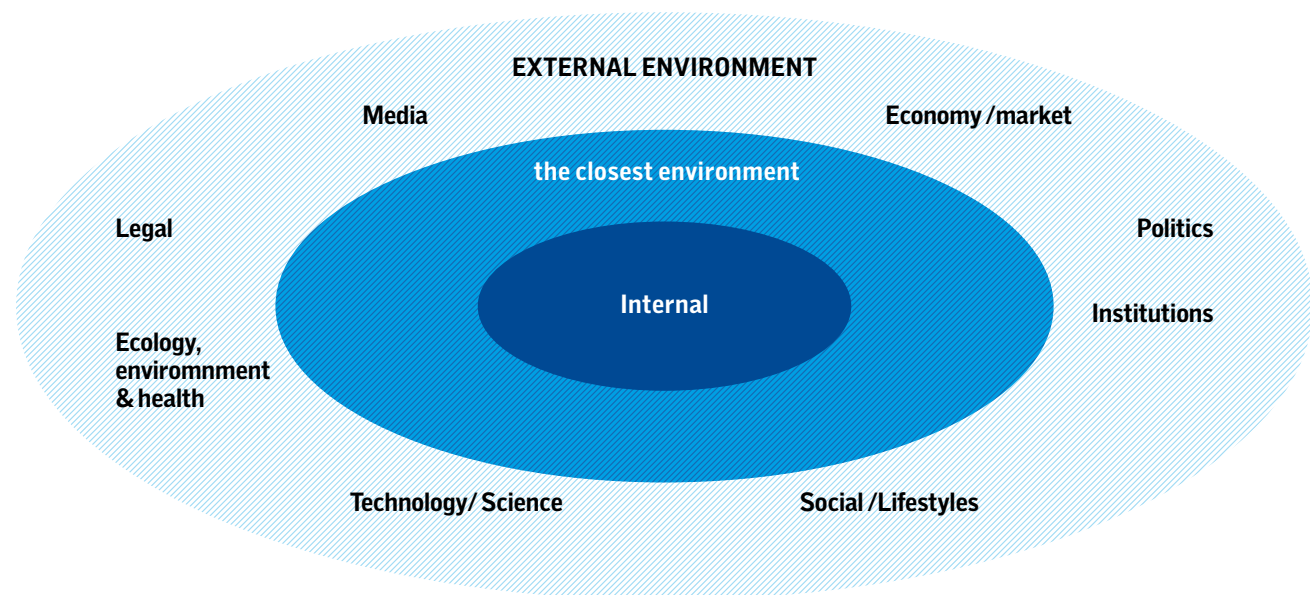 EXTERNAL ENVIRONMENT
Media
Economy /market
the closest environment
Legal
Politics
Internal
Institutions
Ecology,
enviromnment
& health
Technology/ Science
Social /Lifestyles